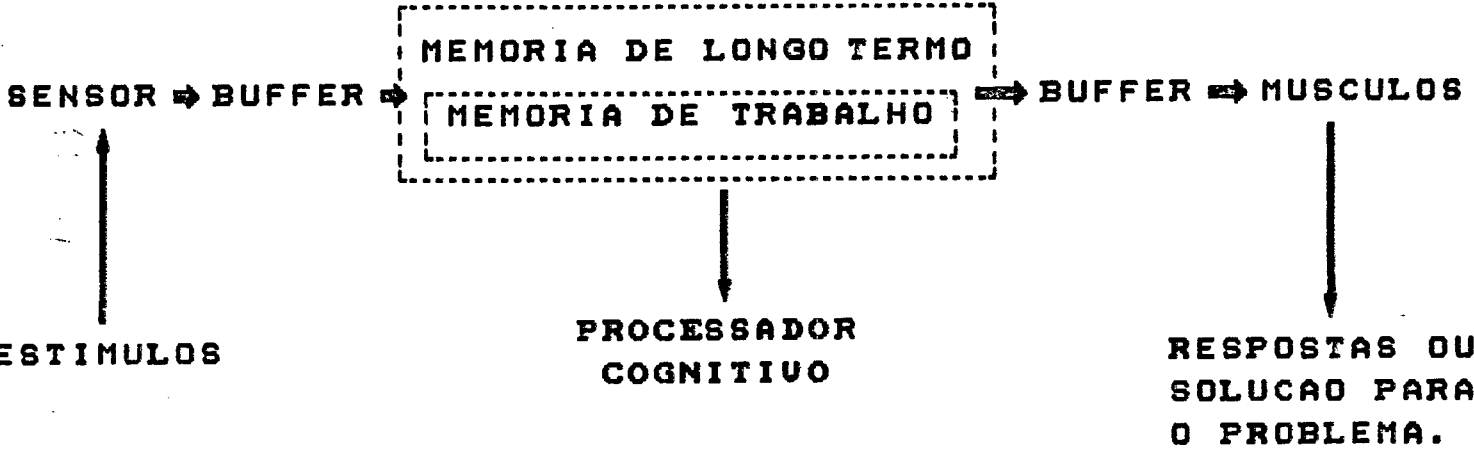 MEMORIA DE LONGO TERMO
SENSOR ⇒ BUFFER ⇒
MEMORIA DE TRABALHO
⇒ BUFFER ⇒ MUSCULOS
ESTIMULOS
PROCESSADOR
COGNITIVO
RESPOSTAS OU
SOLUCAO PARA
O PROBLEMA.